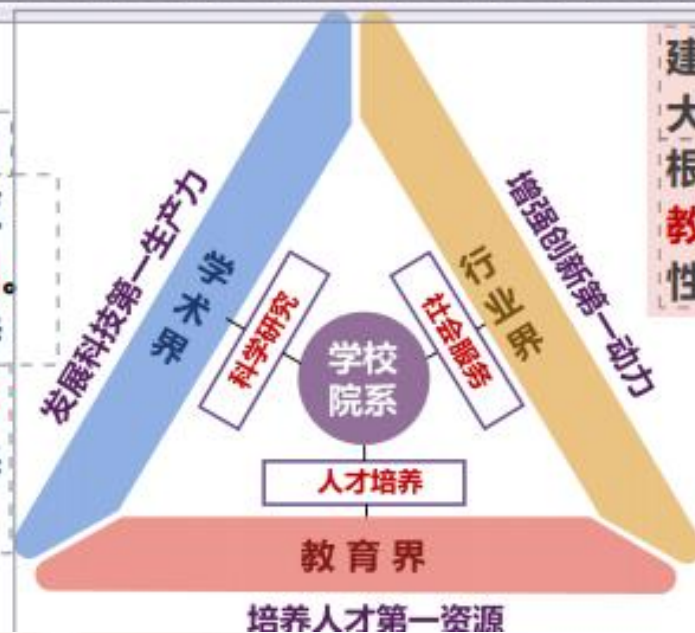 发展科技第一生产力
学术界
科学研究
学校
院系
社会服务
行业界
增强创新第一动力
人才培养
教育界
培养人才第一资源
建
大
根
教
性